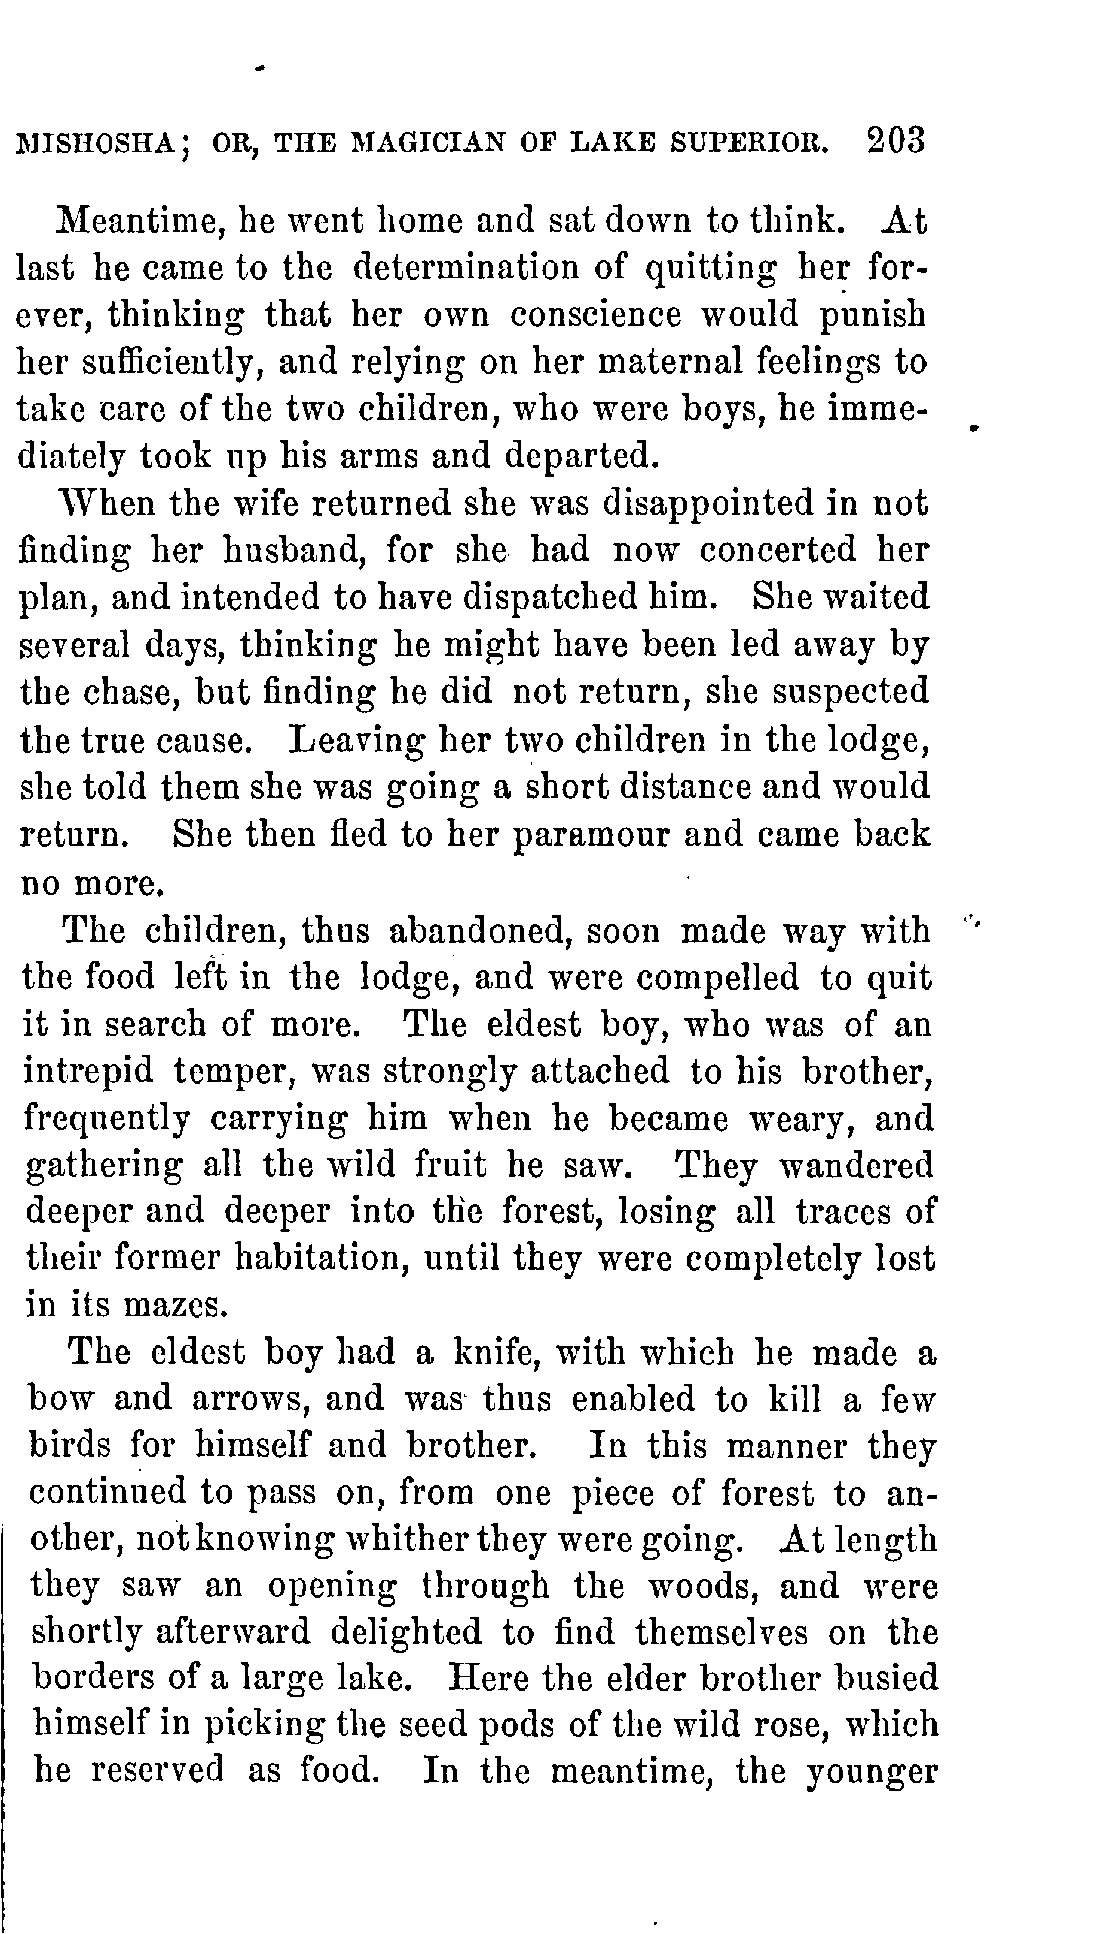 MISHOSHA; OR, THE MAGICIAN OF LAKE SUPERIOR. 203
Meantime, he went home and sat down to think. At
last he came to the determination of quitting her for-
ever, thinking that her own conscience would punish
her sufficiently, and relying on her maternal feelings to
take care of the two children, who were boys, he imme-
diately took up his arms and departed.
When the wife returned she was disappointed in not
finding her husband, for she had now concerted her
plan, and intended to have dispatched him. She waited
several days, thinking he might have been led away by
the chase, but finding he did not return, she suspected
the true cause. Leaving her two children in the lodge,
she told them she was going a short distance and would
return. She then fled to her paramour and came back
no more.
The children, thus abandoned, soon made way with
the food left in the lodge, and were compelled to quit
it in search of more. The eldest boy, who was of an
intrepid temper, was strongly attached to his brother,
frequently carrying him when he became weary, and
gathering all the wild fruit he saw. They wandered
deeper and deeper into the forest, losing all traces of
their former habitation, until they were completely lost
in its mazes.
The eldest boy had a knife, with which he made a
bow and arrows, and was thus enabled to kill a few
birds for himself and brother. In this manner they
continued to pass on, from one piece of forest to an-
other, not knowing whither they were going. At length
they saw an opening through the woods, and were
shortly afterward delighted to find themselves on the
borders of a large lake. Here the elder brother busied
himself in picking the seed pods of the wild rose, which
he reserved as food. In the meantime, the younger